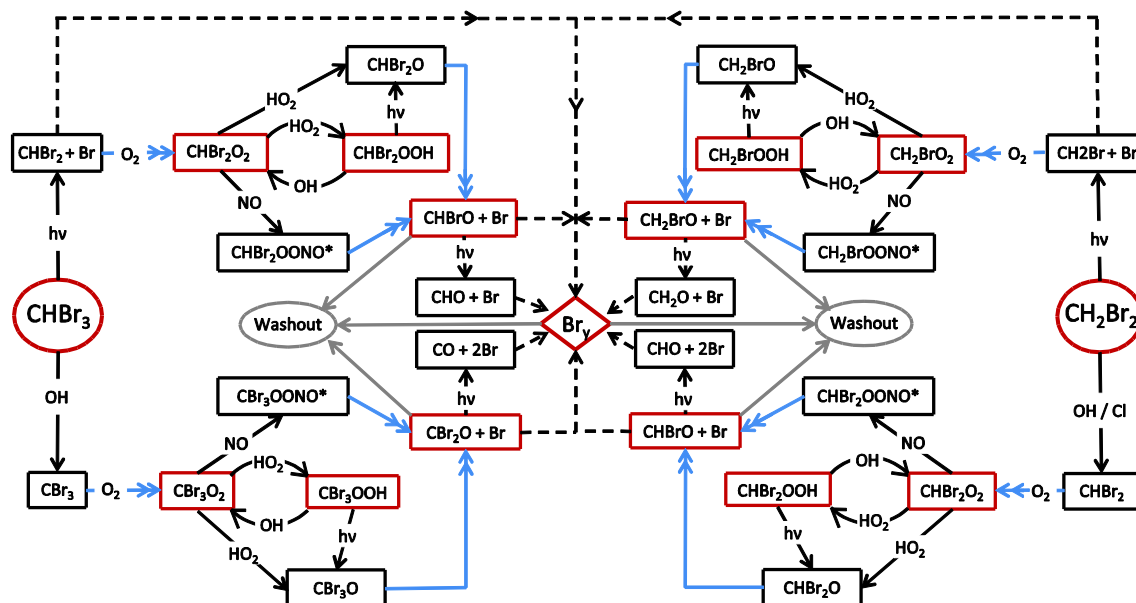 CHBr₂O
CH₂BrO
HO₂
HO₂
hν
hν
HO₂
OH
CHBr₂ + Br
O₂
CHBr₂O₂
CHBr₂OOH
CH₂BrOOH
CH₂BrO₂
O₂
CH2Br + Br
OH
HO₂
NO
NO
CHBrO + Br
CH₂BrO + Br
hν
CHBr₂OONO*
hν
hν
CH₂BrOONO*
hν
CHO + Br
CH₂O + Br
CHBr₃
Washout
Brᵧ
Washout
CH₂Br₂
CO + 2Br
CHO + 2Br
OH
CBr₃OONO*
hν
hν
CHBr₂OONO*
OH / Cl
NO
CBr₂O + Br
CHBrO + Br
NO
HO₂
OH
CBr₃
O₂
CBr₃O₂
CBr₃OOH
CHBr₂OOH
CHBr₂O₂
O₂
CHBr₂
OH
HO₂
HO₂
hν
hν
HO₂
CBr₃O
CHBr₂O